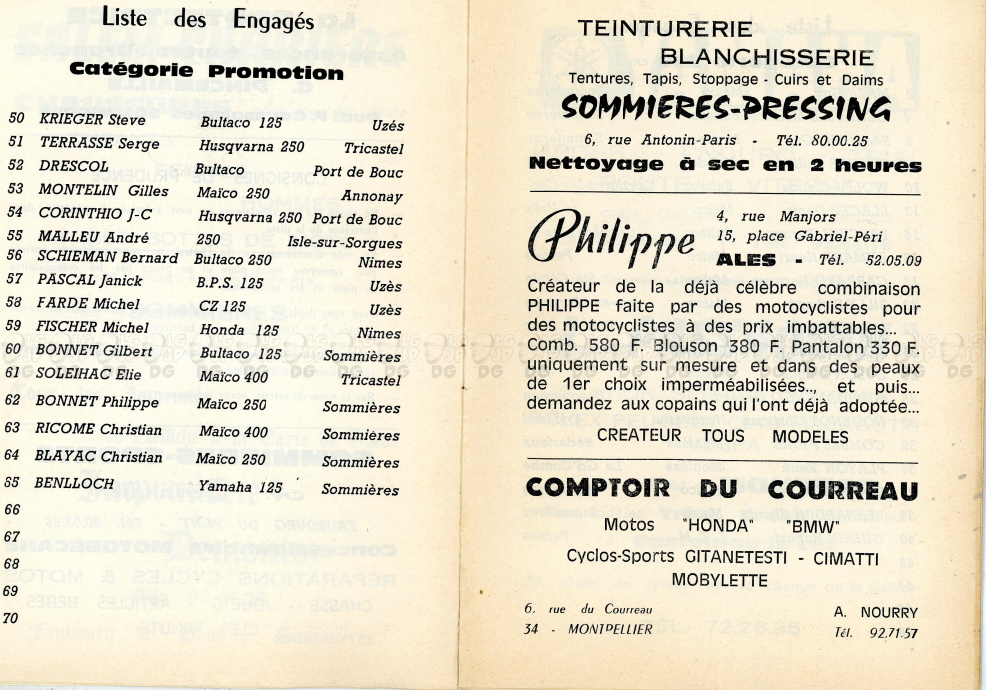 Liste des Engagés
Catégorie Promotion
50 KRIEGER Steve Bultaco 125 Uzés
51 TERRASSE Serge Husqvarna 250 Tricastel
52 DRESCOL Bultaco Port de Bouc
53 MONTELIN Gilles Maïco 250 Annonay
54 CORINTHIO J-C Husqvarna 250 Port de Bouc
55 MALLEU André 250 Isle-sur-Sorgues
56 SCHIEMAN Bernard Bultaco 250 Nimes
57 PASCAL Janick B.P.S. 125 Uzès
58 FARDE Michel CZ 125 Uzès
59 FISCHER Michel Honda 125 Nimes
60 BONNET Gilbert Bultaco 125 Sommières
61 SOLEHAC Elie Maïco 400 Tricastel
62 BONNET Philippe Maïco 250 Sommières
63 RICOME Christian Maïco 400 Sommières
64 BLAYAC Christian Maïco 250 Sommières
65 BENLLOCH Yamaha 125 Sommières
66
67
68
69
70
TEINTURERIE
BLANCHISSERIE
Tentures, Tapis, Stoppage - Cuirs et Daims
SOMMIERES-PRESSING
6, rue Antonin-Paris - Tél. 80.00.25
Nettoyage à sec en 2 heures
Philippe
4, rue Manjors
15, place Gabriel-Péri
ALES Tél. 52.05.09
Créateur de la déjà célèbre combinaison
PHILIPPE faite par des motocyclistes pour
des motocyclistes à des prix imbattables...
Comb. 580 F. Blouson 380 F. Pantalon 330 F.
uniquement sur mesure et dans des peaux
de 1er choix imperméabilisées... et puis...
demandez aux copains qui l'ont déjà adoptée...
CREATEUR TOUS MODELES
COMPTOIR DU COURREAU
Motos "HONDA" "BMW"
Cyclos-Sports GITANETESTI - CIMATTI
MOBYLETTE
6, rue du Courreau A. NOURRY
34 - MONTPELLIER Tél. 92.71.57